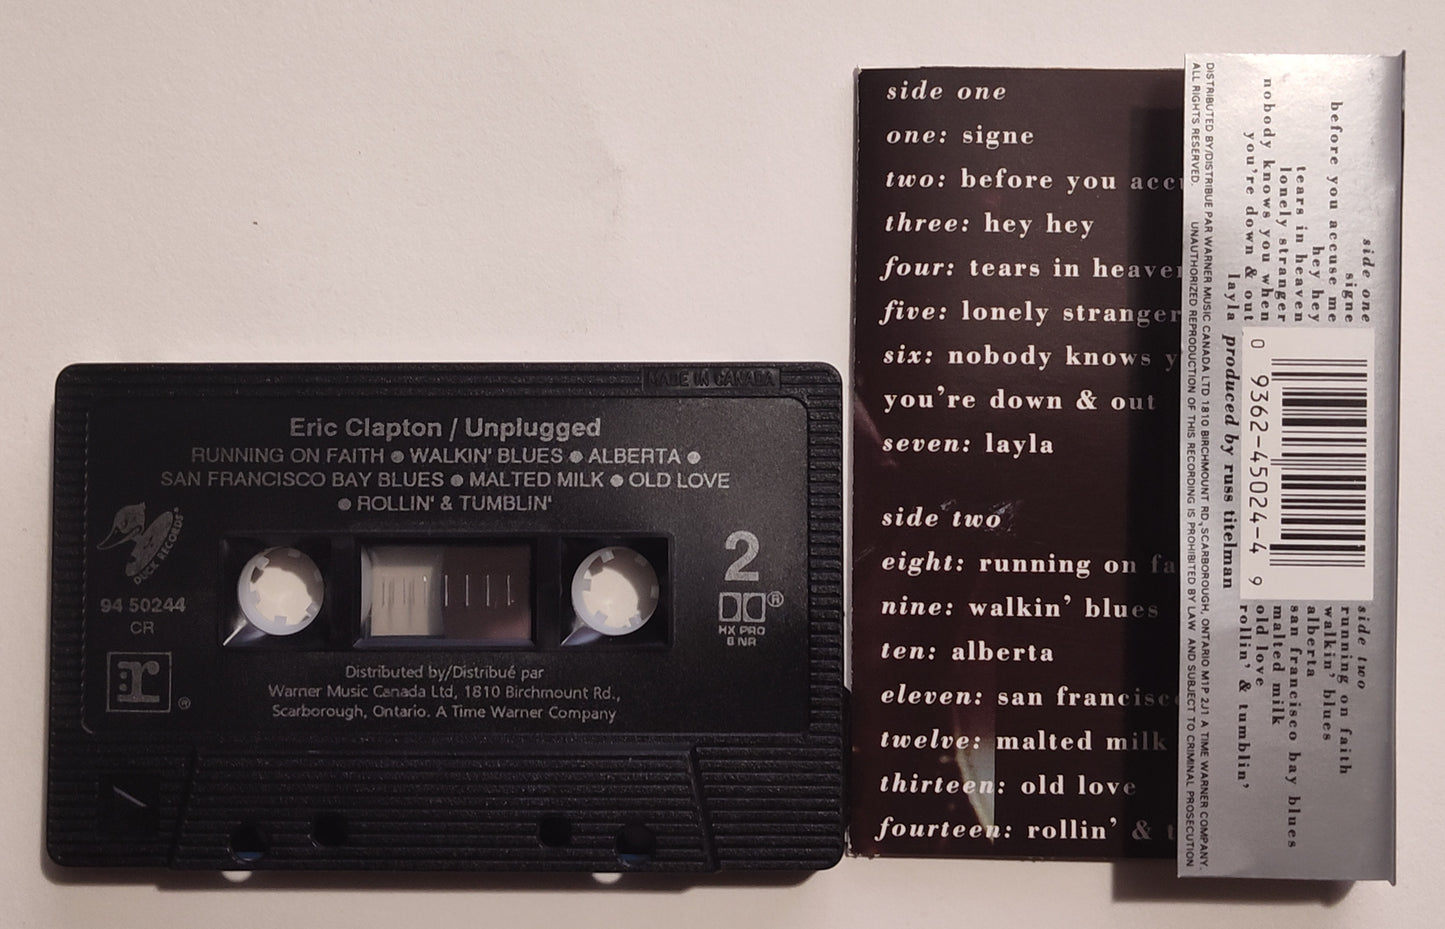 MADE IN CANADA
Eric Clapton / Unplugged
RUNNING ON FAITH ● WALKIN' BLUES ● ALBERTA ●
SAN FRANCISCO BAY BLUES ● MALTED MILK ● OLD LOVE
● ROLLIN' & TUMBLIN'
DUCK RECORDS
94 50244
CR
2
HX PRO
B NR
r
®
Distributed by/Distribué par
Warner Music Canada Ltd, 1810 Birchmount Rd.,
Scarborough, Ontario. A Time Warner Company
side one
one: signe
two: before you accu
three: hey hey
four: tears in heaven
five: lonely stranger
six: nobody knows y
you're down & out
seven: layla
side two
eight: running on fa
nine: walkin' blues
ten: alberta
eleven: san francisc
twelve: malted milk
thirteen: old love
fourteen: rollin' & t
side one
signe
before you accuse me
hey hey
tears in heaven
lonely stranger
nobody knows you when
you're down & out
layla
side two
running on faith
walkin' blues
alberta
san francisco bay blues
malted milk
old love
rollin' & tumblin'
0 9362-45024-4 9
produced by russ titelman
DISTRIBUTED BY/DISTRIBUE PAR WARNER MUSIC CANADA LTD 1810 BIRCHMOUNT RD, SCARBOROUGH, ONTARIO M1P 2J1 A TIME WARNER COMPANY.
ALL RIGHTS RESERVED. UNAUTHORIZED REPRODUCTION OF THIS RECORDING IS PROHIBITED BY LAW AND SUBJECT TO CRIMINAL PROSECUTION